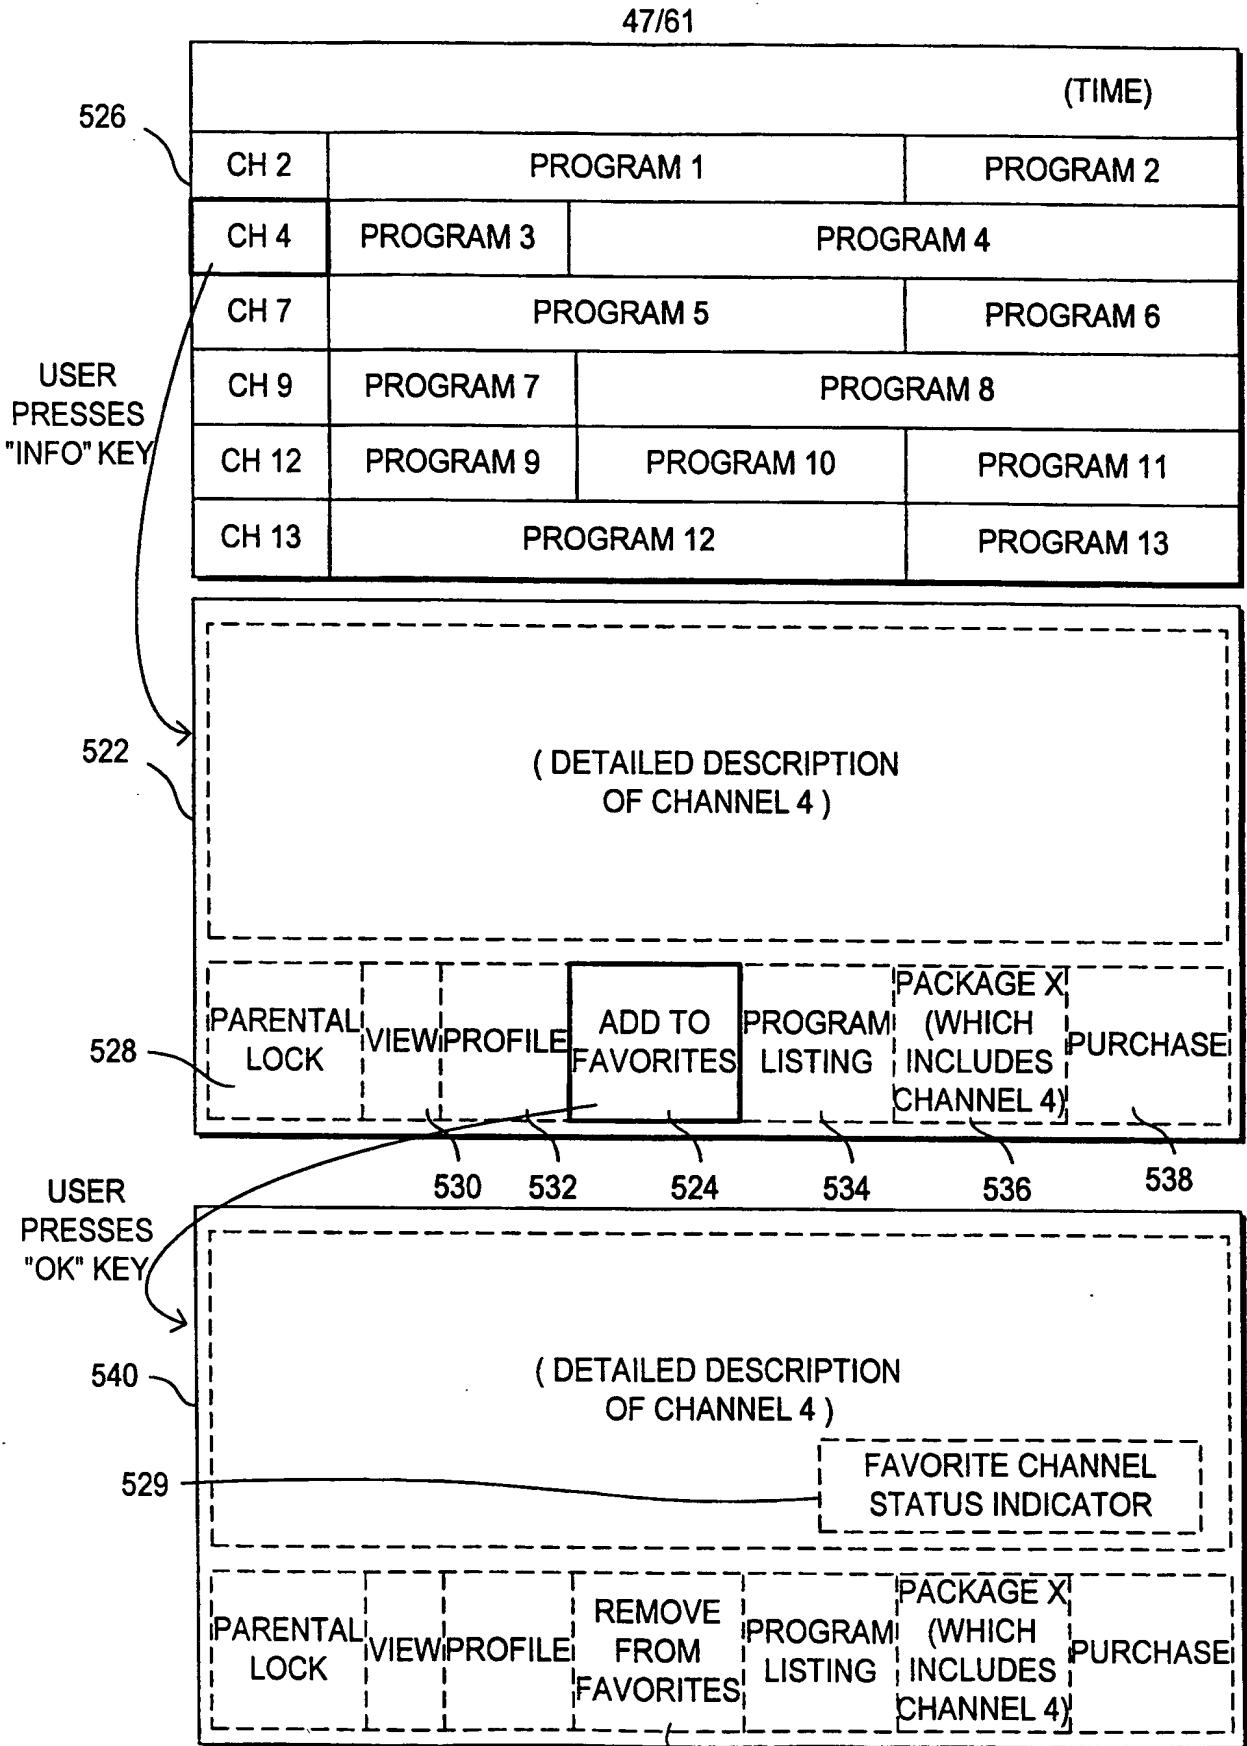 47/61
(TIME)
526
CH 2 PROGRAM 1 PROGRAM 2
CH 4 PROGRAM 3 PROGRAM 4
CH 7 PROGRAM 5 PROGRAM 6
CH 9 PROGRAM 7 PROGRAM 8
CH 12 PROGRAM 9 PROGRAM 10 PROGRAM 11
CH 13 PROGRAM 12 PROGRAM 13
USER
PRESSES
"INFO" KEY
522
( DETAILED DESCRIPTION
OF CHANNEL 4 )
PARENTAL
LOCK
VIEW
PROFILE
ADD TO
FAVORITES
PROGRAM
LISTING
PACKAGE X
(WHICH
INCLUDES
CHANNEL 4)
PURCHASE
528
530 532 524 534 536 538
USER
PRESSES
"OK" KEY
540
( DETAILED DESCRIPTION
OF CHANNEL 4 )
529
FAVORITE CHANNEL
STATUS INDICATOR
PARENTAL
LOCK
VIEW
PROFILE
REMOVE
FROM
FAVORITES
PROGRAM
LISTING
PACKAGE X
(WHICH
INCLUDES
CHANNEL 4)
PURCHASE